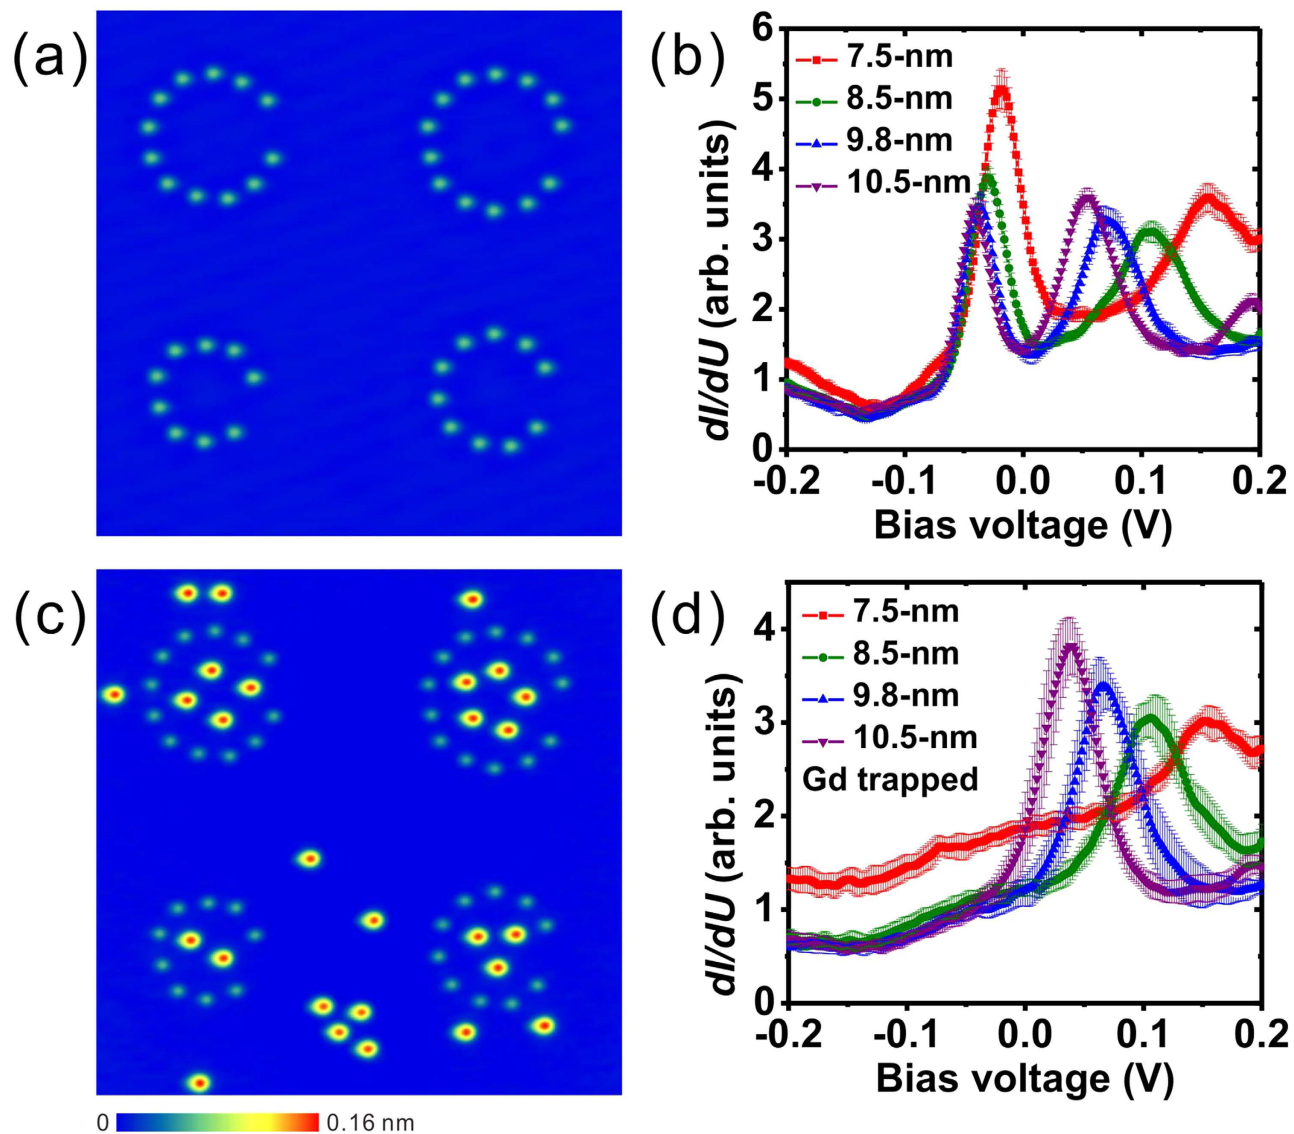 (a)
(b)
dI/dU (arb. units)
6
5
4
3
2
1
0
7.5-nm
8.5-nm
9.8-nm
10.5-nm
-0.2
-0.1
0.0
0.1
0.2
Bias voltage (V)
(c)
0
0.16 nm
(d)
dI/dU (arb. units)
4
3
2
1
0
7.5-nm
8.5-nm
9.8-nm
10.5-nm
Gd trapped
-0.2
-0.1
0.0
0.1
0.2
Bias voltage (V)